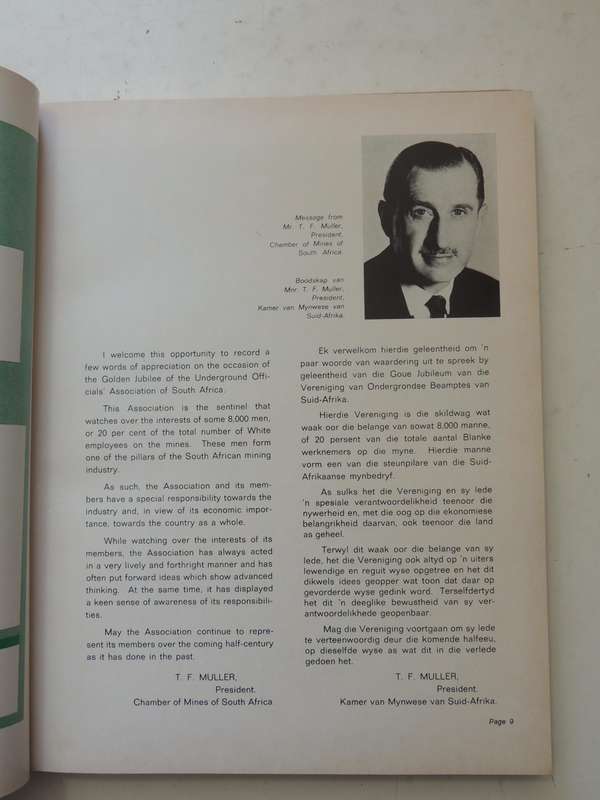 Message from
Mr. T. F. Muller,
President,
Chamber of Mines of
South Africa.
Boodskap van
Mnr. T. F. Muller,
President,
Kamer van Mynwese van
Suid-Afrika.
I welcome this opportunity to record a
few words of appreciation on the occasion of
the Golden Jubilee of the Underground Offi-
cials' Association of South Africa.
This Association is the sentinel that
watches over the interests of some 8,000 men,
or 20 per cent of the total number of White
employees on the mines. These men form
one of the pillars of the South African mining
industry.
As such, the Association and its mem-
bers have a special responsibility towards the
industry and, in view of its economic impor-
tance, towards the country as a whole.
While watching over the interests of its
members, the Association has always acted
in a very lively and forthright manner and has
often put forward ideas which show advanced
thinking. At the same time, it has displayed
a keen sense of awareness of its responsibili-
ties.
May the Association continue to repre-
sent its members over the coming half-century
as it has done in the past.
T. F. MULLER,
President.
Chamber of Mines of South Africa
Ek verwelkom hierdie geleentheid om 'n
paar woorde van waardering uit te spreek by
geleentheid van die Goue Jubileum van die
Vereniging van Ondergrondse Beamptes van
Suid-Afrika.
Hierdie Vereniging is die skildwag wat
waak oor die belange van sowat 8,000 manne,
of 20 persent van die totale aantal Blanke
werknemers op die myne. Hierdie manne
vorm een van die steunpilare van die Suid-
Afrikaanse mynbedryf.
As sulks het die Vereniging en sy lede
'n spesiale verantwoordelikheid teenoor die
nywerheid en, met die oog op die ekonomiese
belangrikheid daarvan, ook teenoor die land
as geheel.
Terwyl dit waak oor die belange van sy
lede, het die Vereniging ook altyd op 'n uiters
lewendige en reguit wyse opgetree en het dit
dikwels idees geopper wat toon dat daar op
gevorderde wyse gedink word. Terselfdertyd
het dit 'n deeglike bewustheid van sy ver-
antwoordelikhede geopenbaar.
Mag die Vereniging voortgaan om sy lede
te verteenwoordig deur die komende halfeeu,
op dieselfde wyse as wat dit in die verlede
gedoen het.
T. F. MULLER,
President.
Kamer van Mynwese van Suid-Afrika.
Page 9